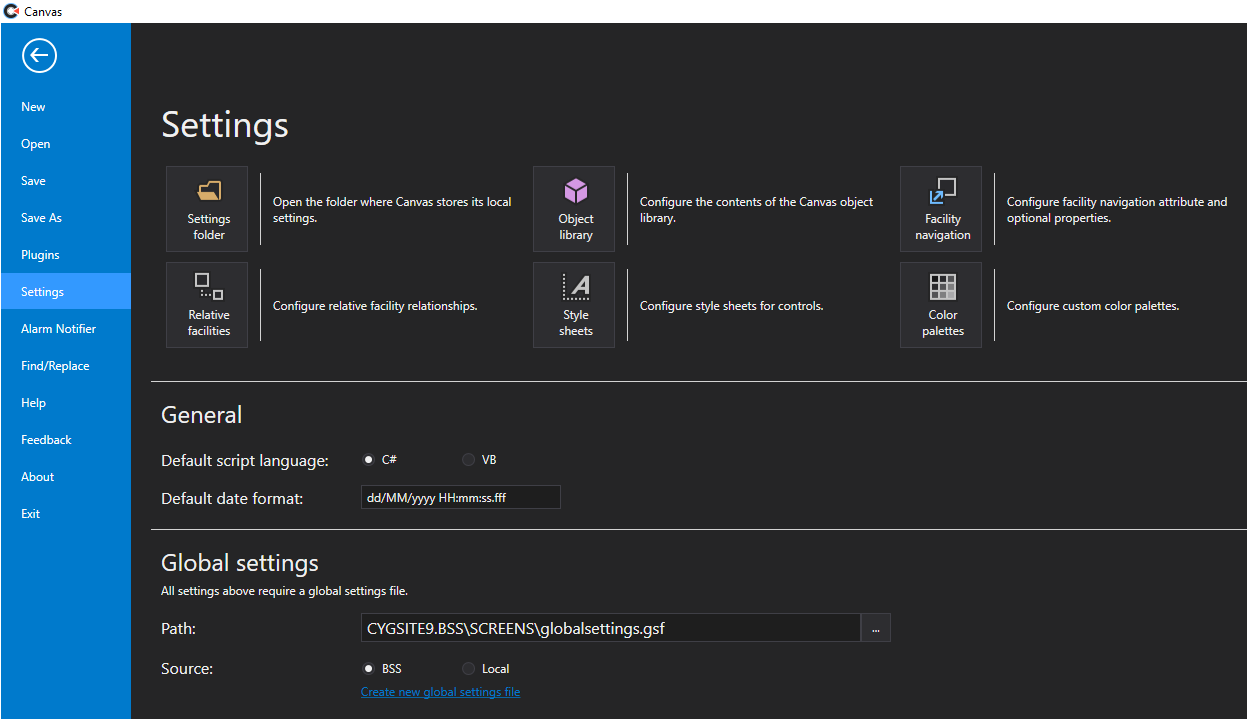 Canvas
New
Open
Save
Save As
Plugins
Settings
Alarm Notifier
Find/Replace
Help
Feedback
About
Exit
Settings
Settings
folder
Open the folder where Canvas stores its local
settings.
Object
library
Configure the contents of the Canvas object
library.
Facility
navigation
Configure facility navigation attribute and
optional properties.
Relative
facilities
Configure relative facility relationships.
A
Style
sheets
Configure style sheets for controls.
Color
palettes
Configure custom color palettes.
General
Default script language:
C# VB
Default date format:
dd/MM/yyyy HH:mm:ss.fff
Global settings
All settings above require a global settings file.
Path:
CYGSITE9.BSS\SCREENS\globalsettings.gsf
...
Source:
BSS Local
Create new global settings file